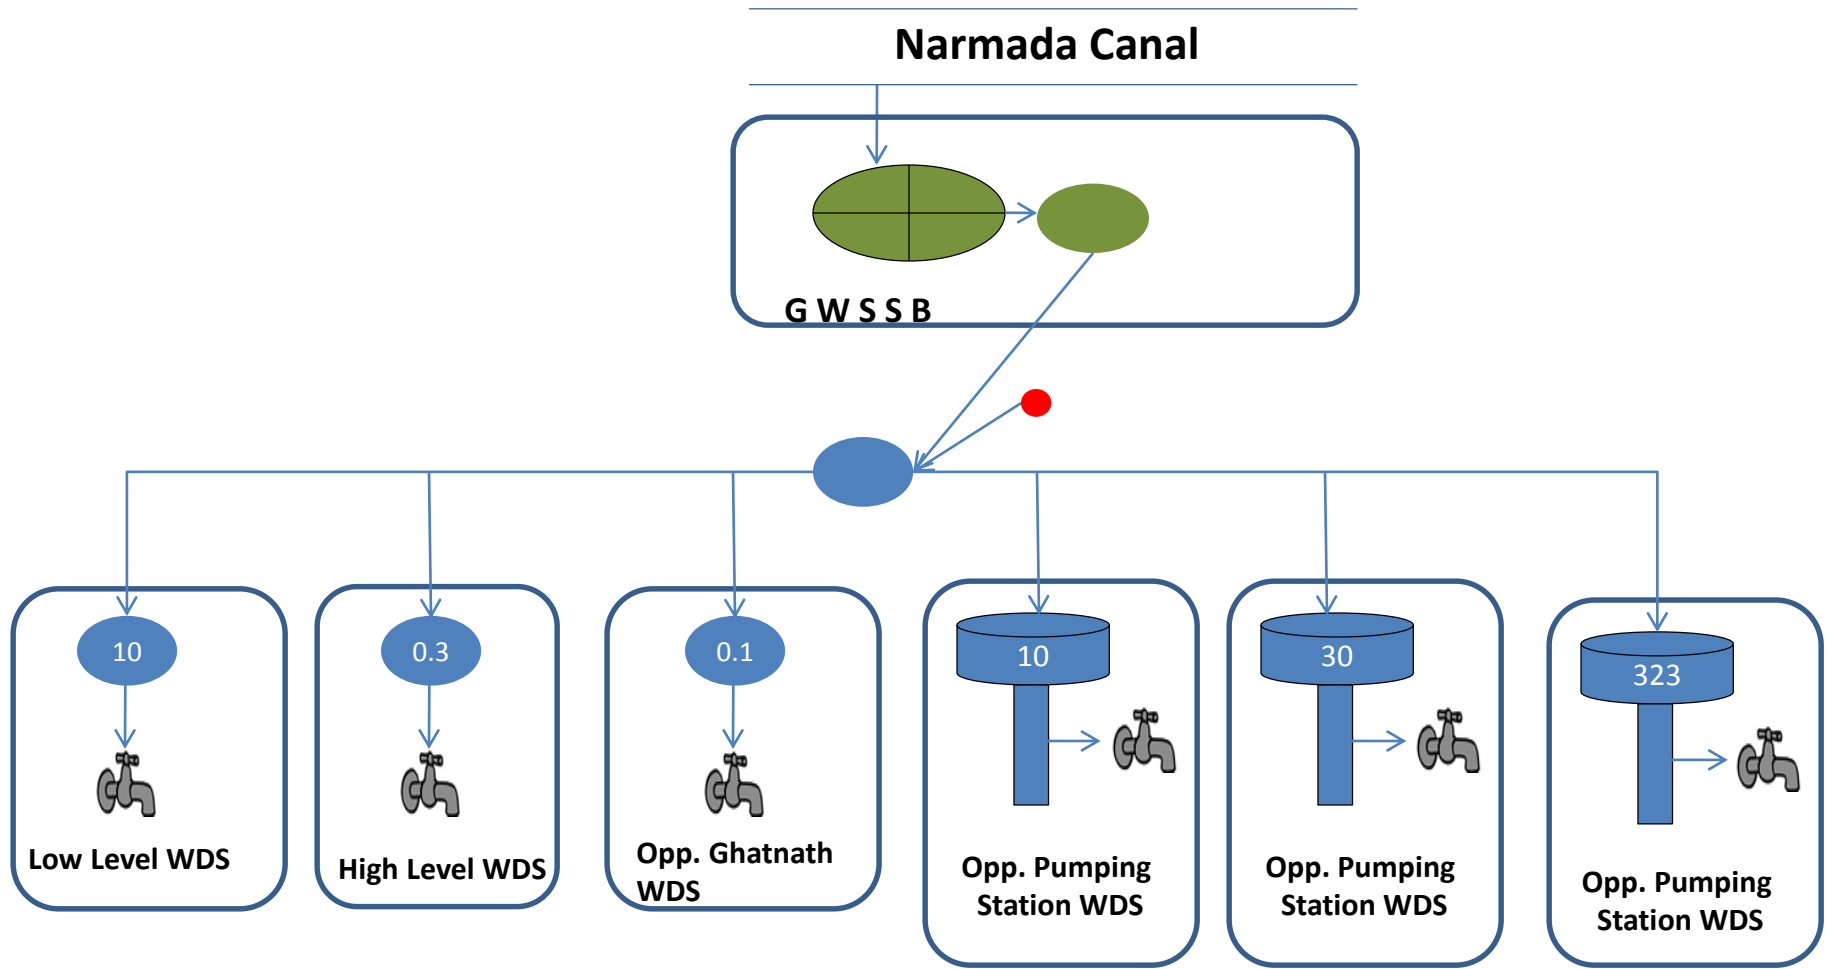 Narmada Canal
G W S S B
10
0.3
0.1
10
30
323
Low Level WDS
High Level WDS
Opp. Ghatnath
WDS
Opp. Pumping
Station WDS
Opp. Pumping
Station WDS
Opp. Pumping
Station WDS